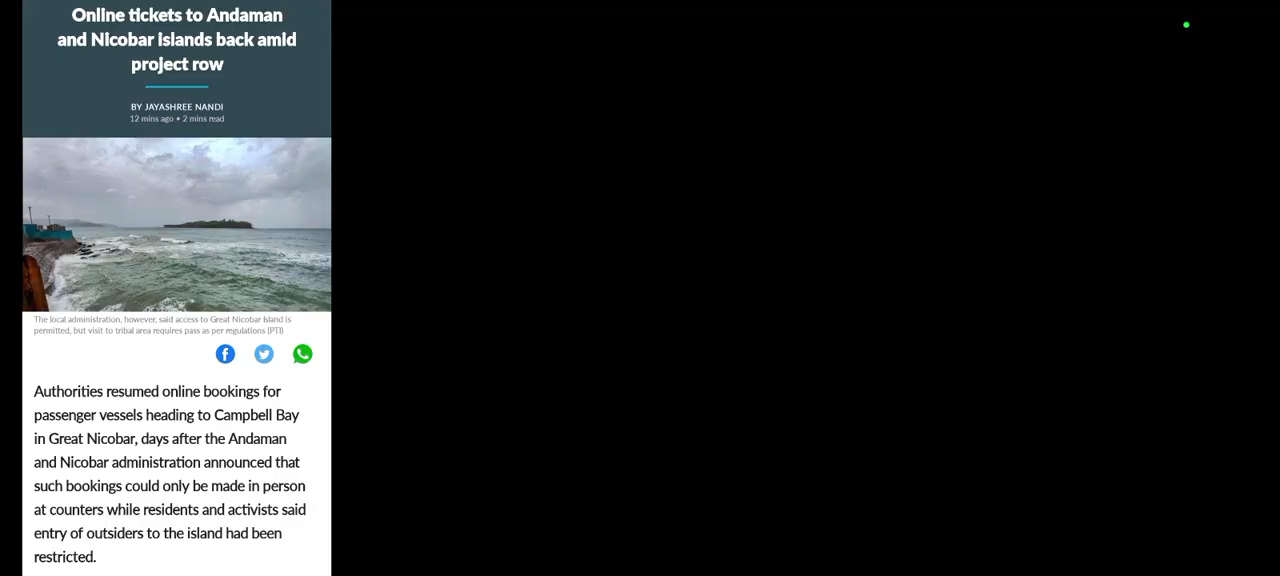 Online tickets to Andaman
and Nicobar islands back amid
project row
BY JAYASHREE NANDI
12 mins ago • 2 mins read
The local administration, however, said access to Great Nicobar Island is
permitted, but visit to tribal area requires pass as per regulations (PTI)
Authorities resumed online bookings for
passenger vessels heading to Campbell Bay
in Great Nicobar, days after the Andaman
and Nicobar administration announced that
such bookings could only be made in person
at counters while residents and activists said
entry of outsiders to the island had been
restricted.